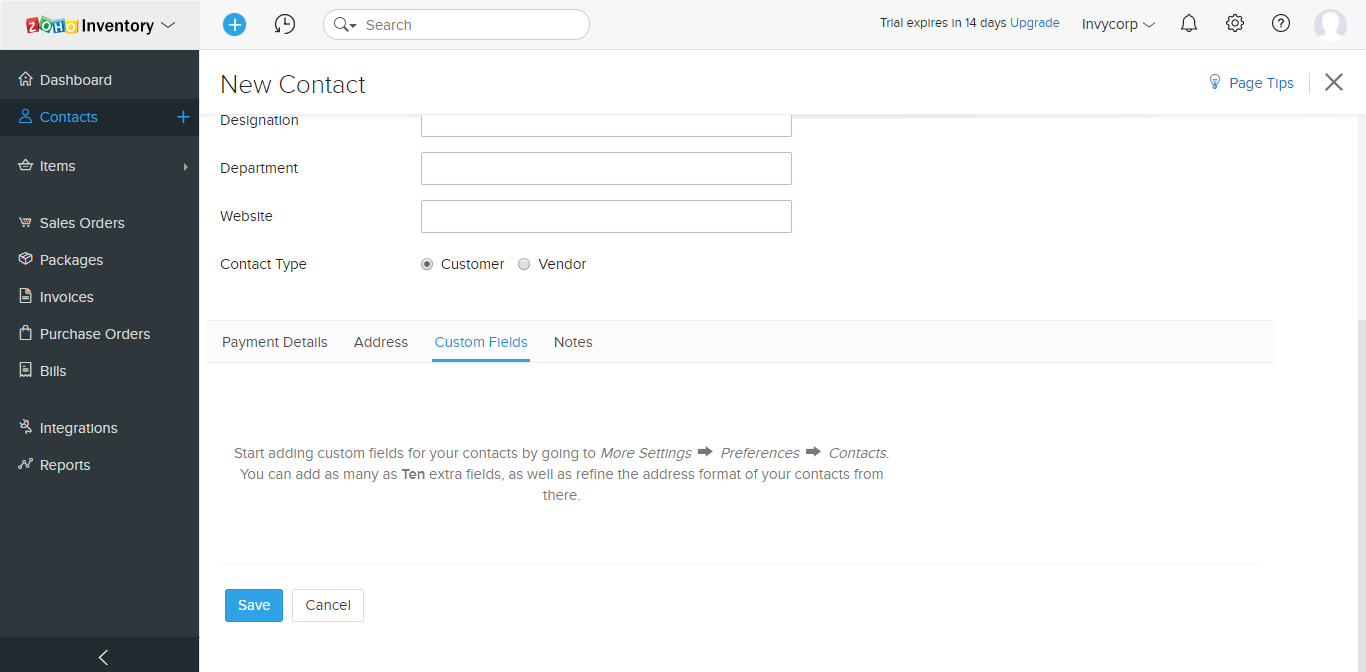 ZOHO Inventory
Search
Trial expires in 14 days Upgrade
Invycorp
Dashboard
Contacts
Items
Sales Orders
Packages
Invoices
Purchase Orders
Bills
Integrations
Reports
New Contact
Page Tips
Designation
Department
Website
Contact Type Customer Vendor
Payment Details Address Custom Fields Notes
Start adding custom fields for your contacts by going to More Settings ➡ Preferences ➡ Contacts.
You can add as many as Ten extra fields, as well as refine the address format of your contacts from
there.
Save Cancel